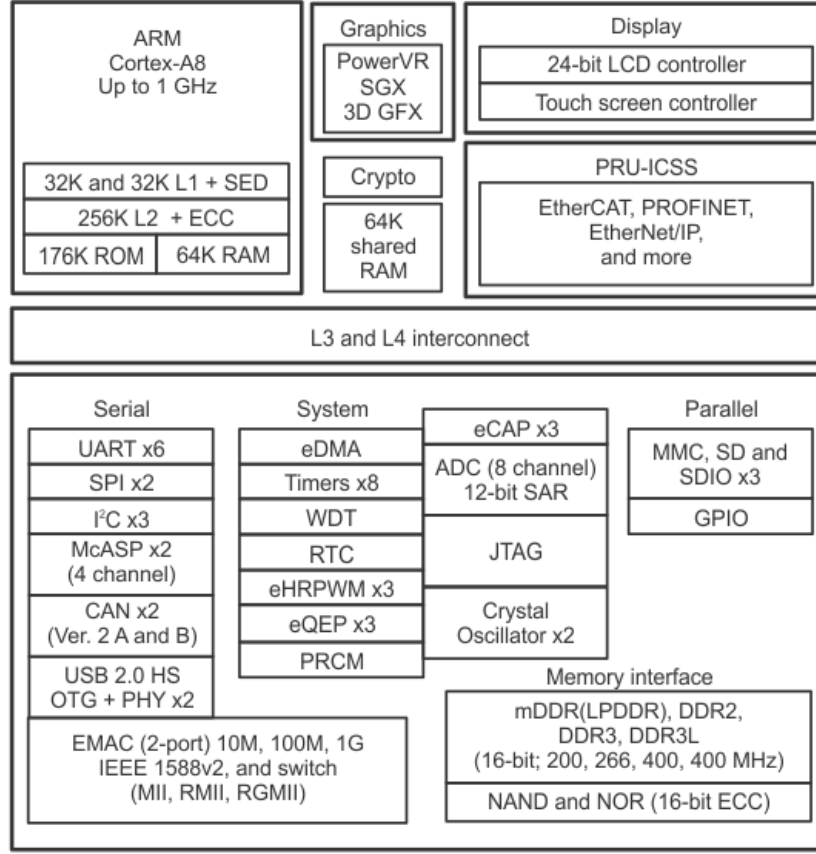 ARM
Cortex-A8
Up to 1 GHz
32K and 32K L1 + SED
256K L2 + ECC
176K ROM 64K RAM
Graphics
PowerVR
SGX
3D GFX
Crypto
64K
shared
RAM
Display
24-bit LCD controller
Touch screen controller
PRU-ICSS
EtherCAT, PROFINET,
EtherNet/IP,
and more
L3 and L4 interconnect
Serial
UART x6
SPI x2
I²C x3
McASP x2
(4 channel)
CAN x2
(Ver. 2 A and B)
USB 2.0 HS
OTG + PHY x2
EMAC (2-port) 10M, 100M, 1G
IEEE 1588v2, and switch
(MII, RMII, RGMII)
System
eDMA
Timers x8
WDT
RTC
eHRPWM x3
eQEP x3
PRCM
eCAP x3
ADC (8 channel)
12-bit SAR
JTAG
Crystal
Oscillator x2
Parallel
MMC, SD and
SDIO x3
GPIO
Memory interface
mDDR(LPDDR), DDR2,
DDR3, DDR3L
(16-bit; 200, 266, 400, 400 MHz)
NAND and NOR (16-bit ECC)